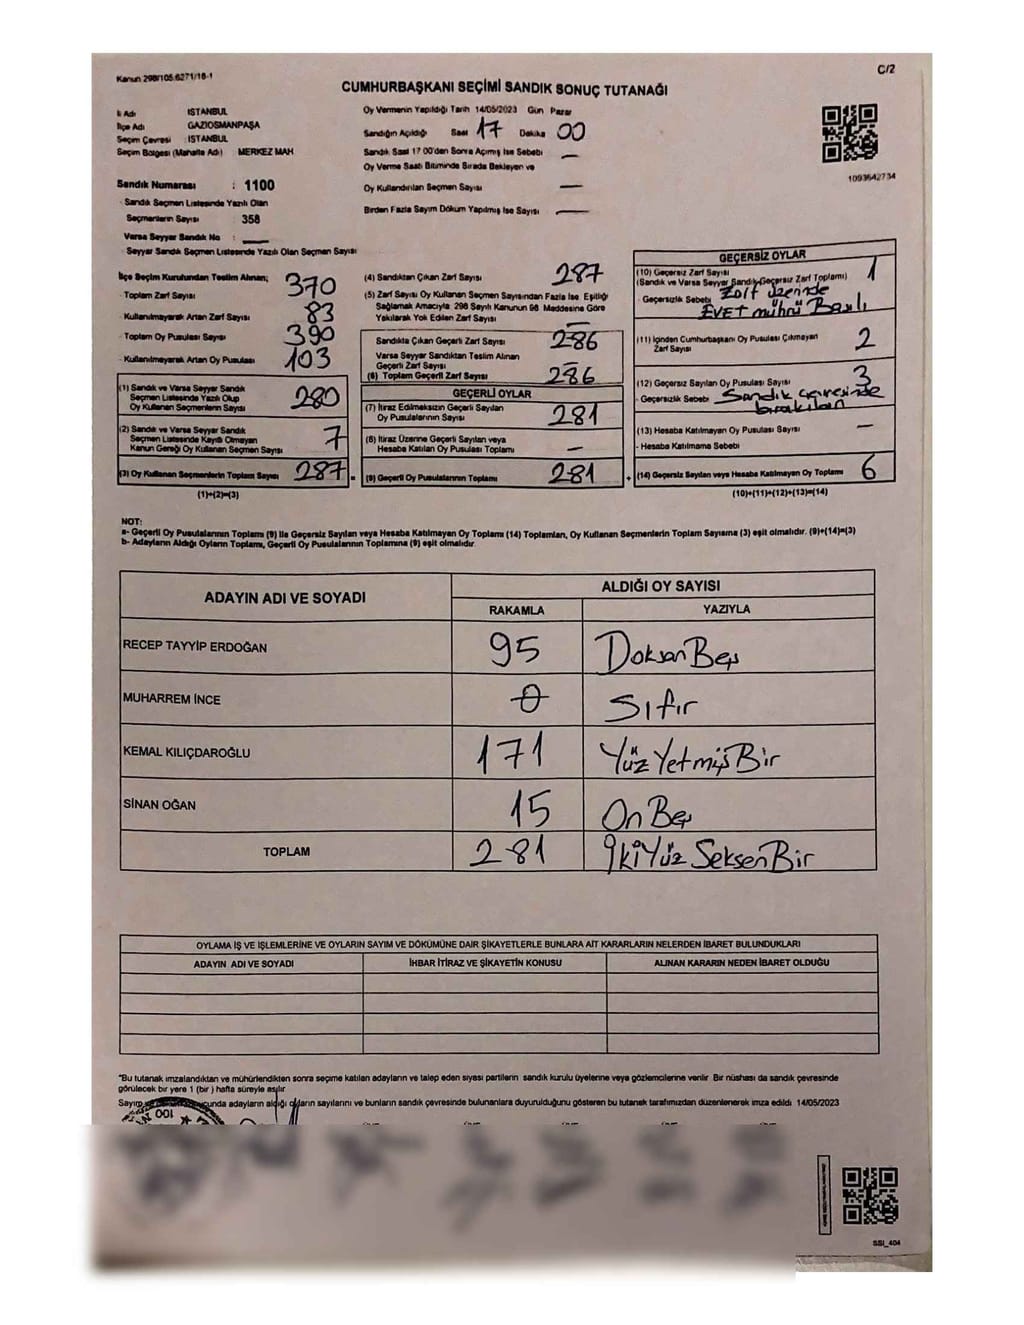 Kanun 298/105.6271/16-1
C/2
CUMHURBAŞKANI SEÇİMİ SANDIK SONUÇ TUTANAĞI
İl Adı İSTANBUL
İlçe Adı GAZİOSMANPAŞA
Seçim Çevresi : İSTANBUL
Seçim Bölgesi (Mahalle Adı) : MERKEZ MAH
Sandık Numarası : 1100
Sandık Seçmen Listesinde Yazılı Olan
Seçmenlerin Sayısı : 358
Varsa Seyyar Sandık No : —
Seyyar Sandık Seçmen Listesinde Yazılı Olan Seçmen Sayısı
Oy Vermenin Yapıldığı Tarih 14/05/2023 Gün Pazar
Sandığın Açıldığı Saat 17 Dakika 00
Sandık Saat 17 00'den Sonra Açımış İse Sebebi —
Oy Verme Saati Bitiminde Sırada Bekleyen ve
Oy Kullandırılan Seçmen Sayısı —
Birden Fazla Sayım Döküm Yapılmış İse Sayısı —
1093642734
İlçe Seçim Kurulundan Teslim Alınan;
Toplam Zarf Sayısı 370
Kullanılmayarak Artan Zarf Sayısı 83
Toplam Oy Pusulası Sayısı 390
Kullanılmayarak Artan Oy Pusulası 103
(1) Sandık ve Varsa Seyyar Sandık
Seçmen Listesinde Yazılı Olup
Oy Kullanan Seçmenlerin Sayısı 280
(2) Sandık ve Varsa Seyyar Sandık
Seçmen Listesinde Kayıtlı Olmayan
Kanun Gereği Oy Kullanan Seçmen Sayısı 7
(3) Oy Kullanan Seçmenlerin Toplam Sayısı 287 =
(1)+(2)=(3)
(4) Sandıktan Çıkan Zarf Sayısı 287
(5) Zarf Sayısı Oy Kullanan Seçmen Sayısından Fazla İse Eşitliği
Sağlamak Amacıyla 298 Sayılı Kanunun 98 Maddesine Göre
Yakılarak Yok Edilen Zarf Sayısı —
Sandıkta Çıkan Geçerli Zarf Sayısı 286
Varsa Seyyar Sandıktan Teslim Alınan
Geçerli Zarf Sayısı
(6) Toplam Geçerli Zarf Sayısı 286
GEÇERLİ OYLAR
(7) İtiraz Edilmeksizin Geçerli Sayılan
Oy Pusulalarının Sayısı 281
(8) İtiraz Üzerine Geçerli Sayılan veya
Hesaba Katılan Oy Pusulası Toplamı —
(9) Geçerli Oy Pusulalarının Toplamı 281 +
GEÇERSİZ OYLAR
(10) Geçersiz Zarf Sayısı 1
(Sandık ve Varsa Seyyar Sandık Geçersiz Zarf Toplamı)
- Geçersizlik Sebebi Zarf üzerinde
EVET mührü Basılı
(11) İçinden Cumhurbaşkanı Oy Pusulası Çıkmayan
Zarf Sayısı 2
(12) Geçersiz Sayılan Oy Pusulası Sayısı 3
- Geçersizlik Sebebi Sandık çevresinde
bırakılan
(13) Hesaba Katılmayan Oy Pusulası Sayısı —
- Hesaba Katılmama Sebebi
(14) Geçersiz Sayılan veya Hesaba Katılmayan Oy Toplamı 6
(10)+(11)+(12)+(13)=(14)
NOT:
a- Geçerli Oy Pusulalarının Toplamı (9) ile Geçersiz Sayılan veya Hesaba Katılmayan Oy Toplamı (14) Toplamları, Oy Kullanan Seçmenlerin Toplam Sayısına (3) eşit olmalıdır. (9)+(14)=(3)
b- Adayların Aldığı Oyların Toplamı, Geçerli Oy Pusulalarının Toplamına (9) eşit olmalıdır
ADAYIN ADI VE SOYADI
ALDIĞI OY SAYISI
RAKAMLA YAZIYLA
RECEP TAYYİP ERDOĞAN 95 Doksan Beş
MUHARREM İNCE 0 Sıfır
KEMAL KILIÇDAROĞLU 171 Yüz Yetmiş Bir
SİNAN OĞAN 15 On Beş
TOPLAM 281 İki Yüz Seksen Bir
OYLAMA İŞ VE İŞLEMLERİNE VE OYLARIN SAYIM VE DÖKÜMÜNE DAİR ŞİKAYETLERLE BUNLARA AİT KARARLARIN NELERDEN İBARET BULUNDUKLARI
ADAYIN ADI VE SOYADI İHBAR İTİRAZ VE ŞİKAYETİN KONUSU ALINAN KARARIN NEDEN İBARET OLDUĞU
"Bu tutanak imzalandıktan ve mühürlendikten sonra seçime katılan adayların ve talep eden siyasi partilerin sandık kurulu üyelerine veya gözlemcilerine verilir Bir nüshası da sandık çevresinde
görülecek bir yere 1 (bir) hafta süreyle asılır
Sayım ve dökümü sonucunda adayların aldığı oyların sayılarını ve bunların sandık çevresinde bulunanlara duyurulduğunu gösteren bu tutanak tarafımızdan düzenlenerek imza edildi 14/05/2023
1100
SSI_404